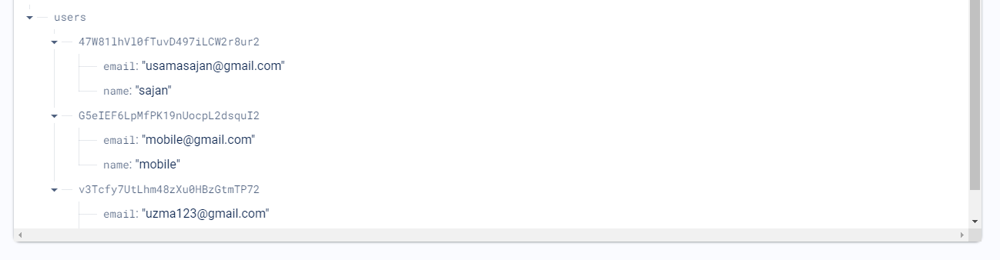 users
47W81lhVl0fTuvD497iLCW2r8ur2
email: "usamasajan@gmail.com"
name: "sajan"
G5eIEF6LpMfPK19nUocpL2dsquI2
email: "mobile@gmail.com"
name: "mobile"
v3Tcfy7UtLhm48zXu0HBzGtmTP72
email: "uzma123@gmail.com"